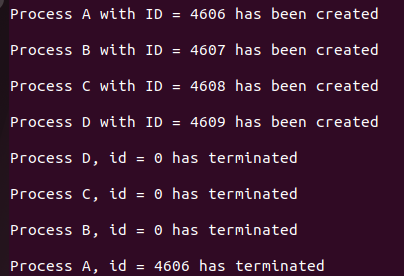 Process A with ID = 4606 has been created
Process B with ID = 4607 has been created
Process C with ID = 4608 has been created
Process D with ID = 4609 has been created
Process D, id = 0 has terminated
Process C, id = 0 has terminated
Process B, id = 0 has terminated
Process A, id = 4606 has terminated